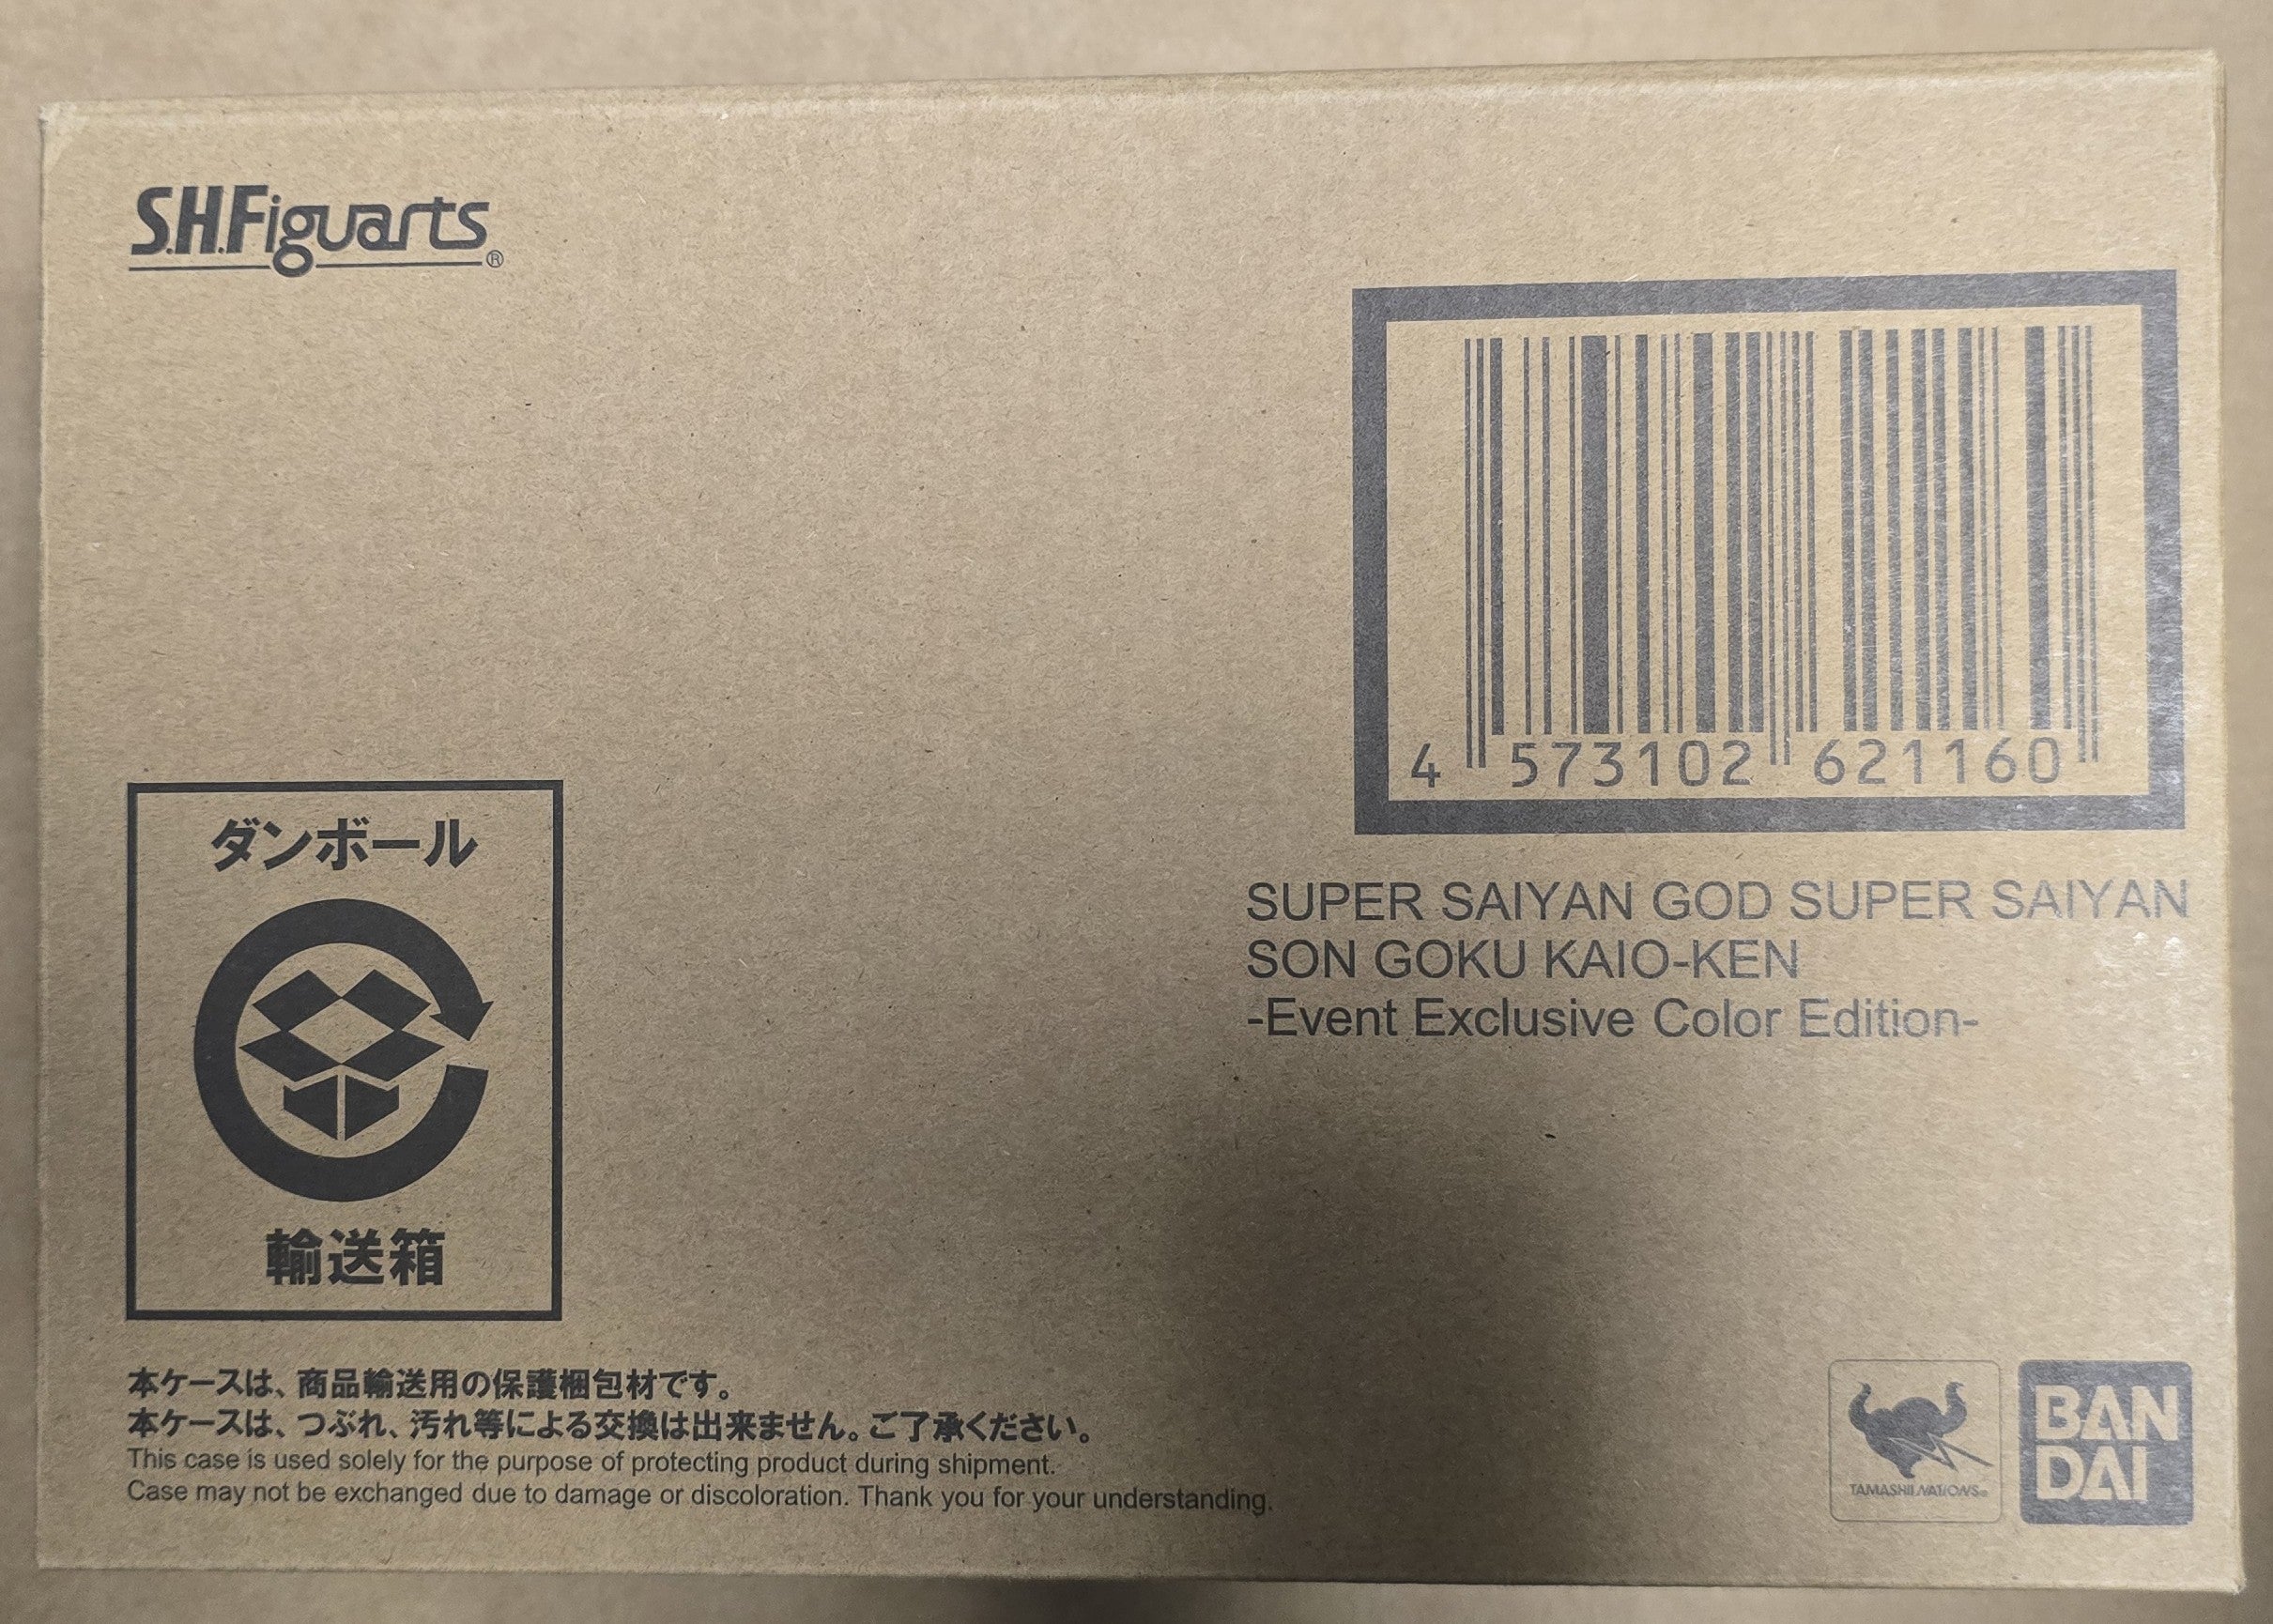 S.H.Figuarts®
4 573102 621160
SUPER SAIYAN GOD SUPER SAIYAN
SON GOKU KAIO-KEN
-Event Exclusive Color Edition-
ダンボール
輸送箱
本ケースは、商品輸送用の保護梱包材です。
本ケースは、つぶれ、汚れ等による交換は出来ません。ご了承ください。
This case is used solely for the purpose of protecting product during shipment.
Case may not be exchanged due to damage or discoloration. Thank you for your understanding.
TAMASHII NATIONS®
BAN
DAI